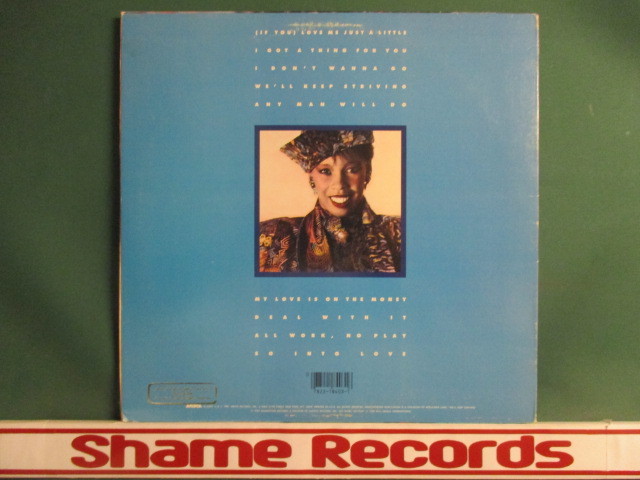 (IF YOU) LOVE ME JUST A LITTLE
I GOT A THING FOR YOU
I DON'T WANNA GO
WE'LL KEEP STRIVING
ANY MAN WILL DO
MY LOVE IS ON THE MONEY
DEAL WITH IT
ALL WORK, NO PLAY
SO INTO LOVE
Shame Records